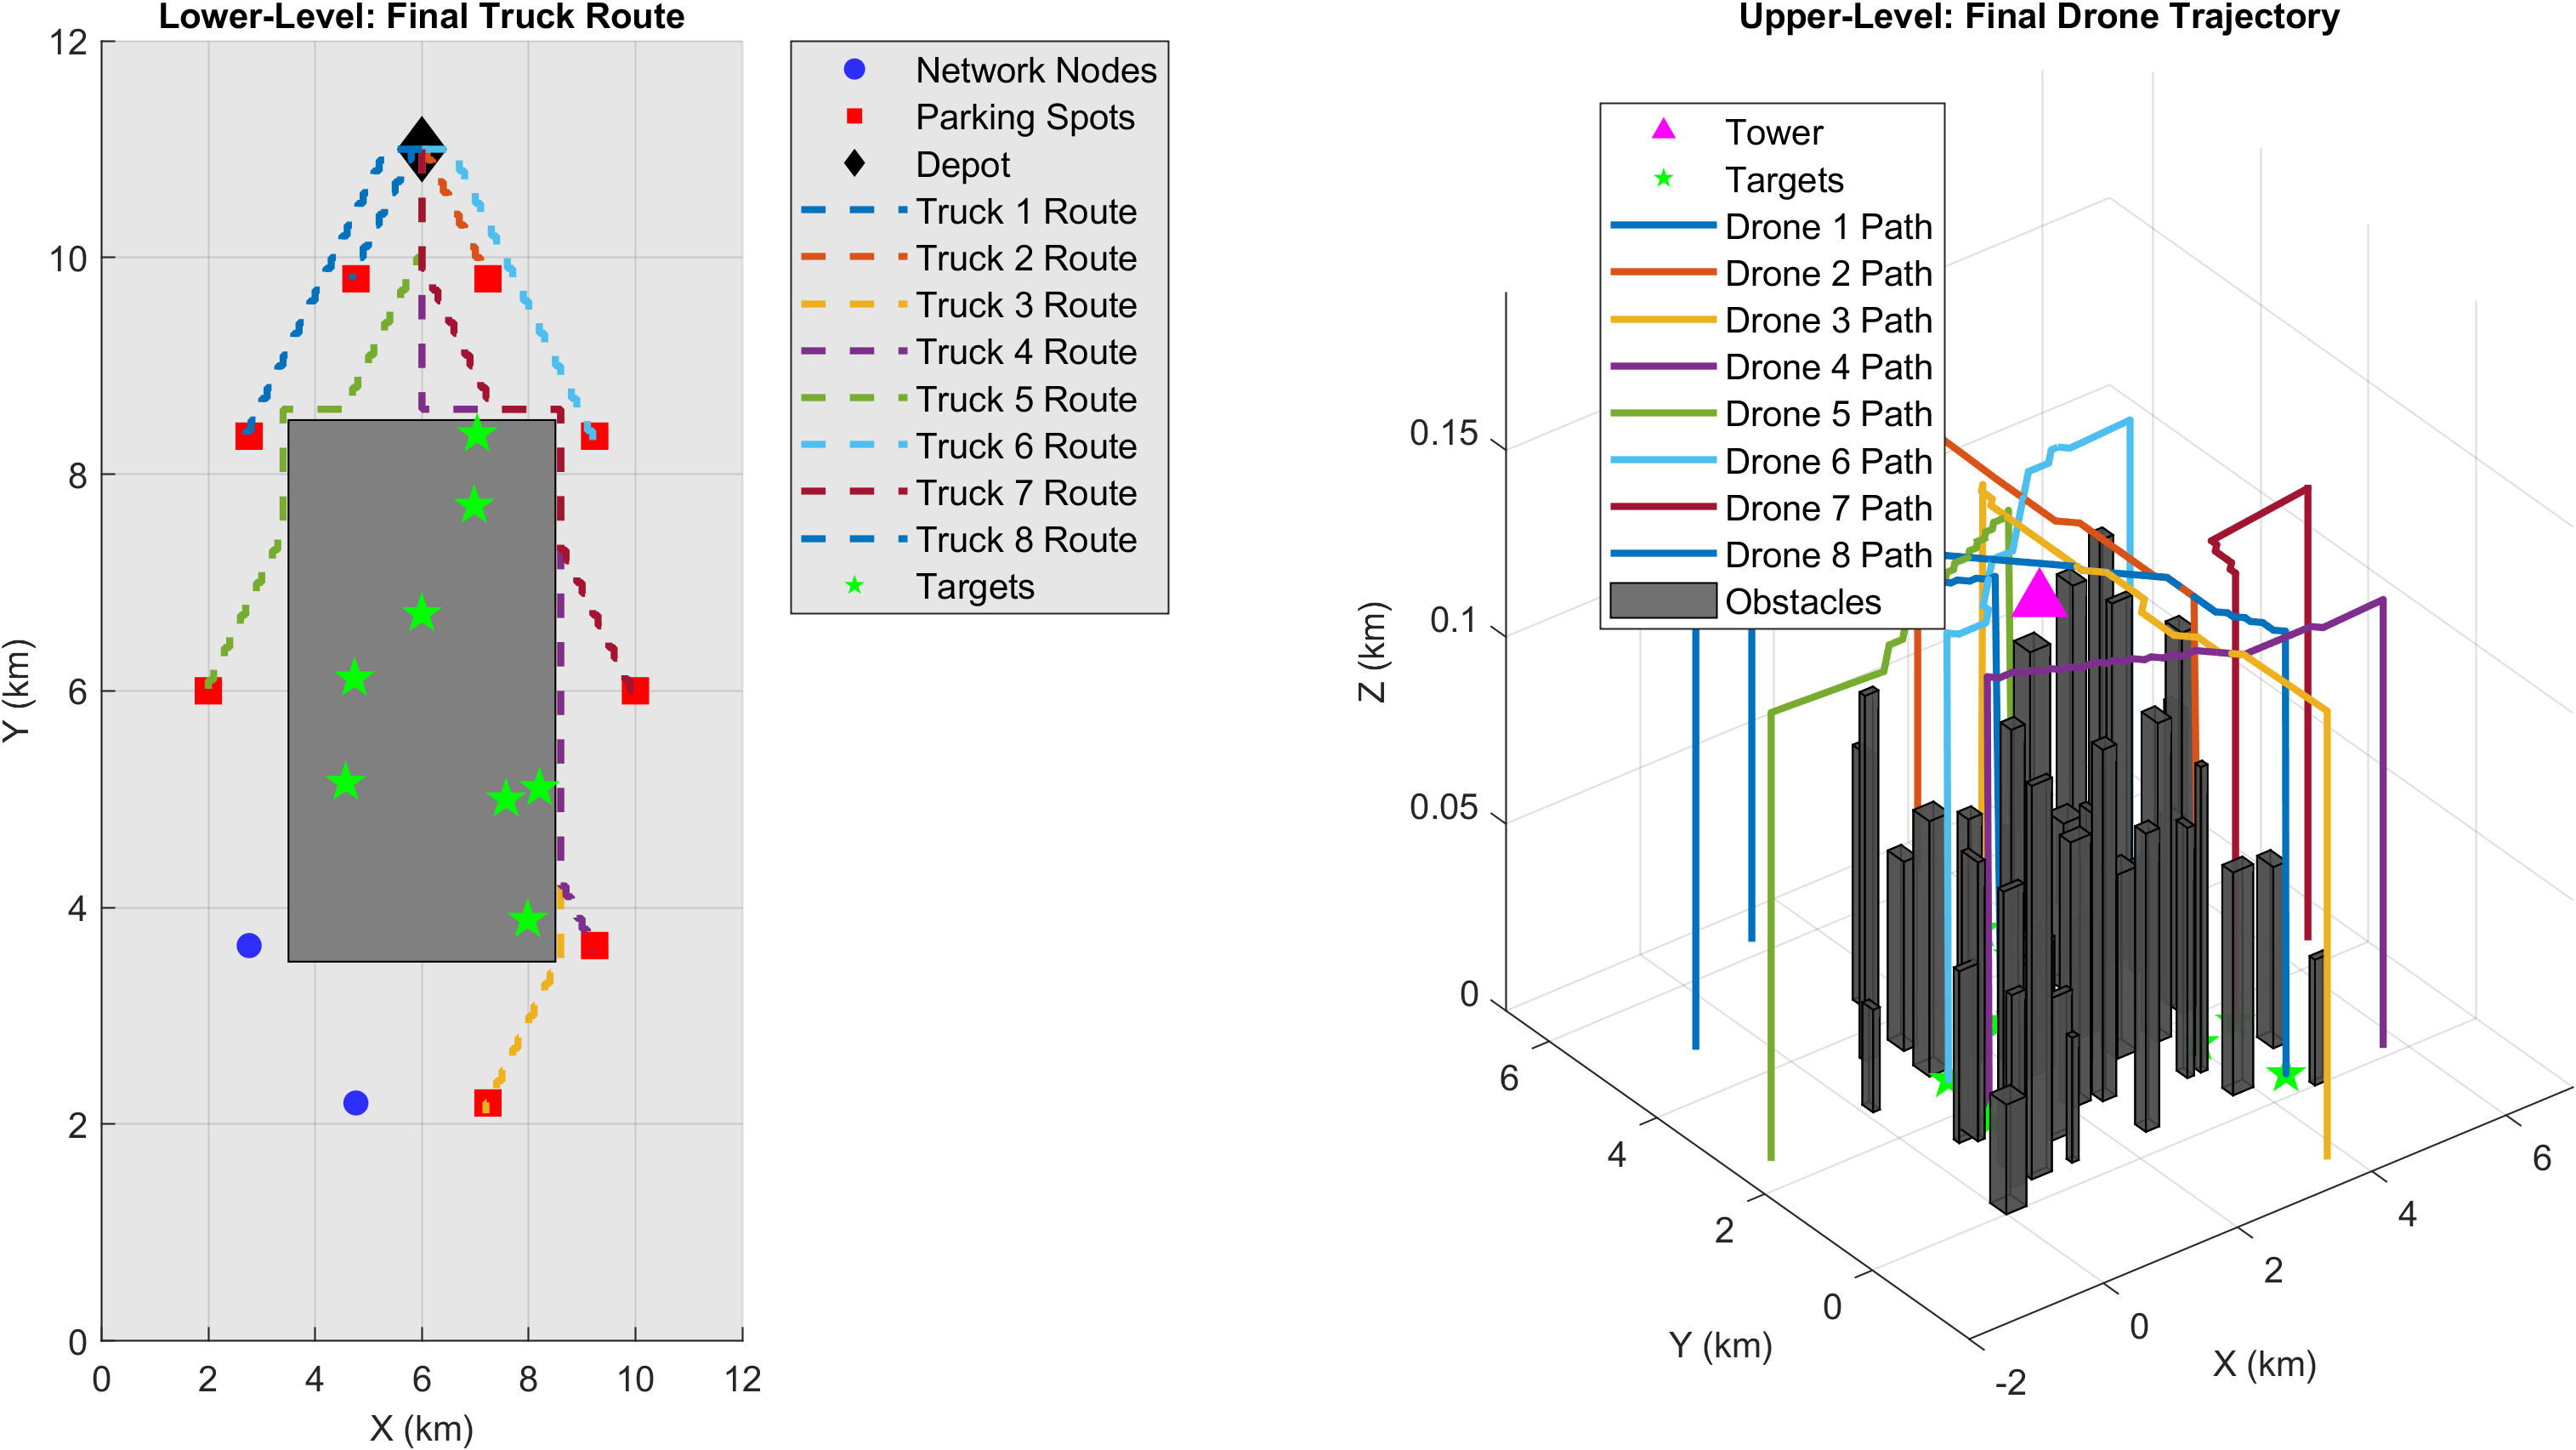 Lower-Level: Final Truck Route
12
10
8
6
4
2
0
0 2 4 6 8 10 12
X (km)
Y (km)
Network Nodes
Parking Spots
Depot
Truck 1 Route
Truck 2 Route
Truck 3 Route
Truck 4 Route
Truck 5 Route
Truck 6 Route
Truck 7 Route
Truck 8 Route
Targets
Upper-Level: Final Drone Trajectory
Tower
Targets
Drone 1 Path
Drone 2 Path
Drone 3 Path
Drone 4 Path
Drone 5 Path
Drone 6 Path
Drone 7 Path
Drone 8 Path
Obstacles
0.15
0.1
0.05
0
Z (km)
6
4
2
0
-2
Y (km)
0
2
4
6
X (km)